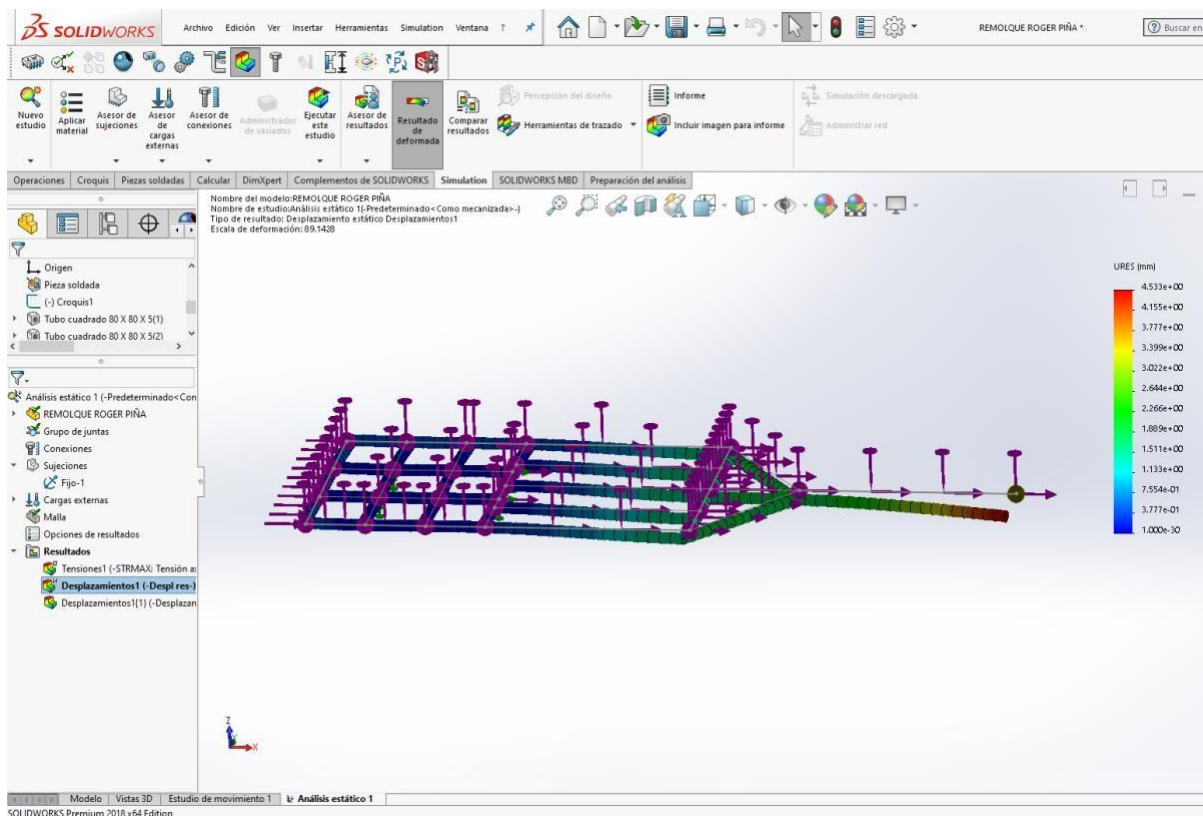 SOLIDWORKS Archivo Edición Ver Insertar Herramientas Simulation Ventana ? REMOLQUE ROGER PIÑA * Buscar en
Nuevo estudio
Aplicar material
Asesor de sujeciones
Asesor de cargas externas
Asesor de conexiones
Administrador de vaciados
Ejecutar este estudio
Asesor de resultados
Resultado de deformada
Comparar resultados
Percepción del diseño
Herramientas de trazado
Informe
Incluir imagen para informe
Simulación descargada
Administrar red
Operaciones Croquis Piezas soldadas Calcular DimXpert Complementos de SOLIDWORKS Simulation SOLIDWORKS MBD Preparación del análisis
Nombre del modelo:REMOLQUE ROGER PIÑA
Nombre de estudio:Análisis estático 1(-Predeterminado<Como mecanizada>-)
Tipo de resultado: Desplazamiento estático Desplazamientos1
Escala de deformación: 89.1428
Origen
Pieza soldada
(-) Croquis1
Tubo cuadrado 80 X 80 X 5(1)
Tubo cuadrado 80 X 80 X 5(2)
Análisis estático 1 (-Predeterminado<Con
REMOLQUE ROGER PIÑA
Grupo de juntas
Conexiones
Sujeciones
Fijo-1
Cargas externas
Malla
Opciones de resultados
Resultados
Tensiones1 (-STRMAX: Tensión a
Desplazamientos1 (-Despl res-)
Desplazamientos1(1) (-Desplazan
URES (mm)
4.533e+00
4.155e+00
3.777e+00
3.399e+00
3.022e+00
2.644e+00
2.266e+00
1.889e+00
1.511e+00
1.133e+00
7.554e-01
3.777e-01
1.000e-30
Z
Y
X
Modelo Vistas 3D Estudio de movimiento 1 Análisis estático 1
SOLIDWORKS Premium 2018 x64 Edition